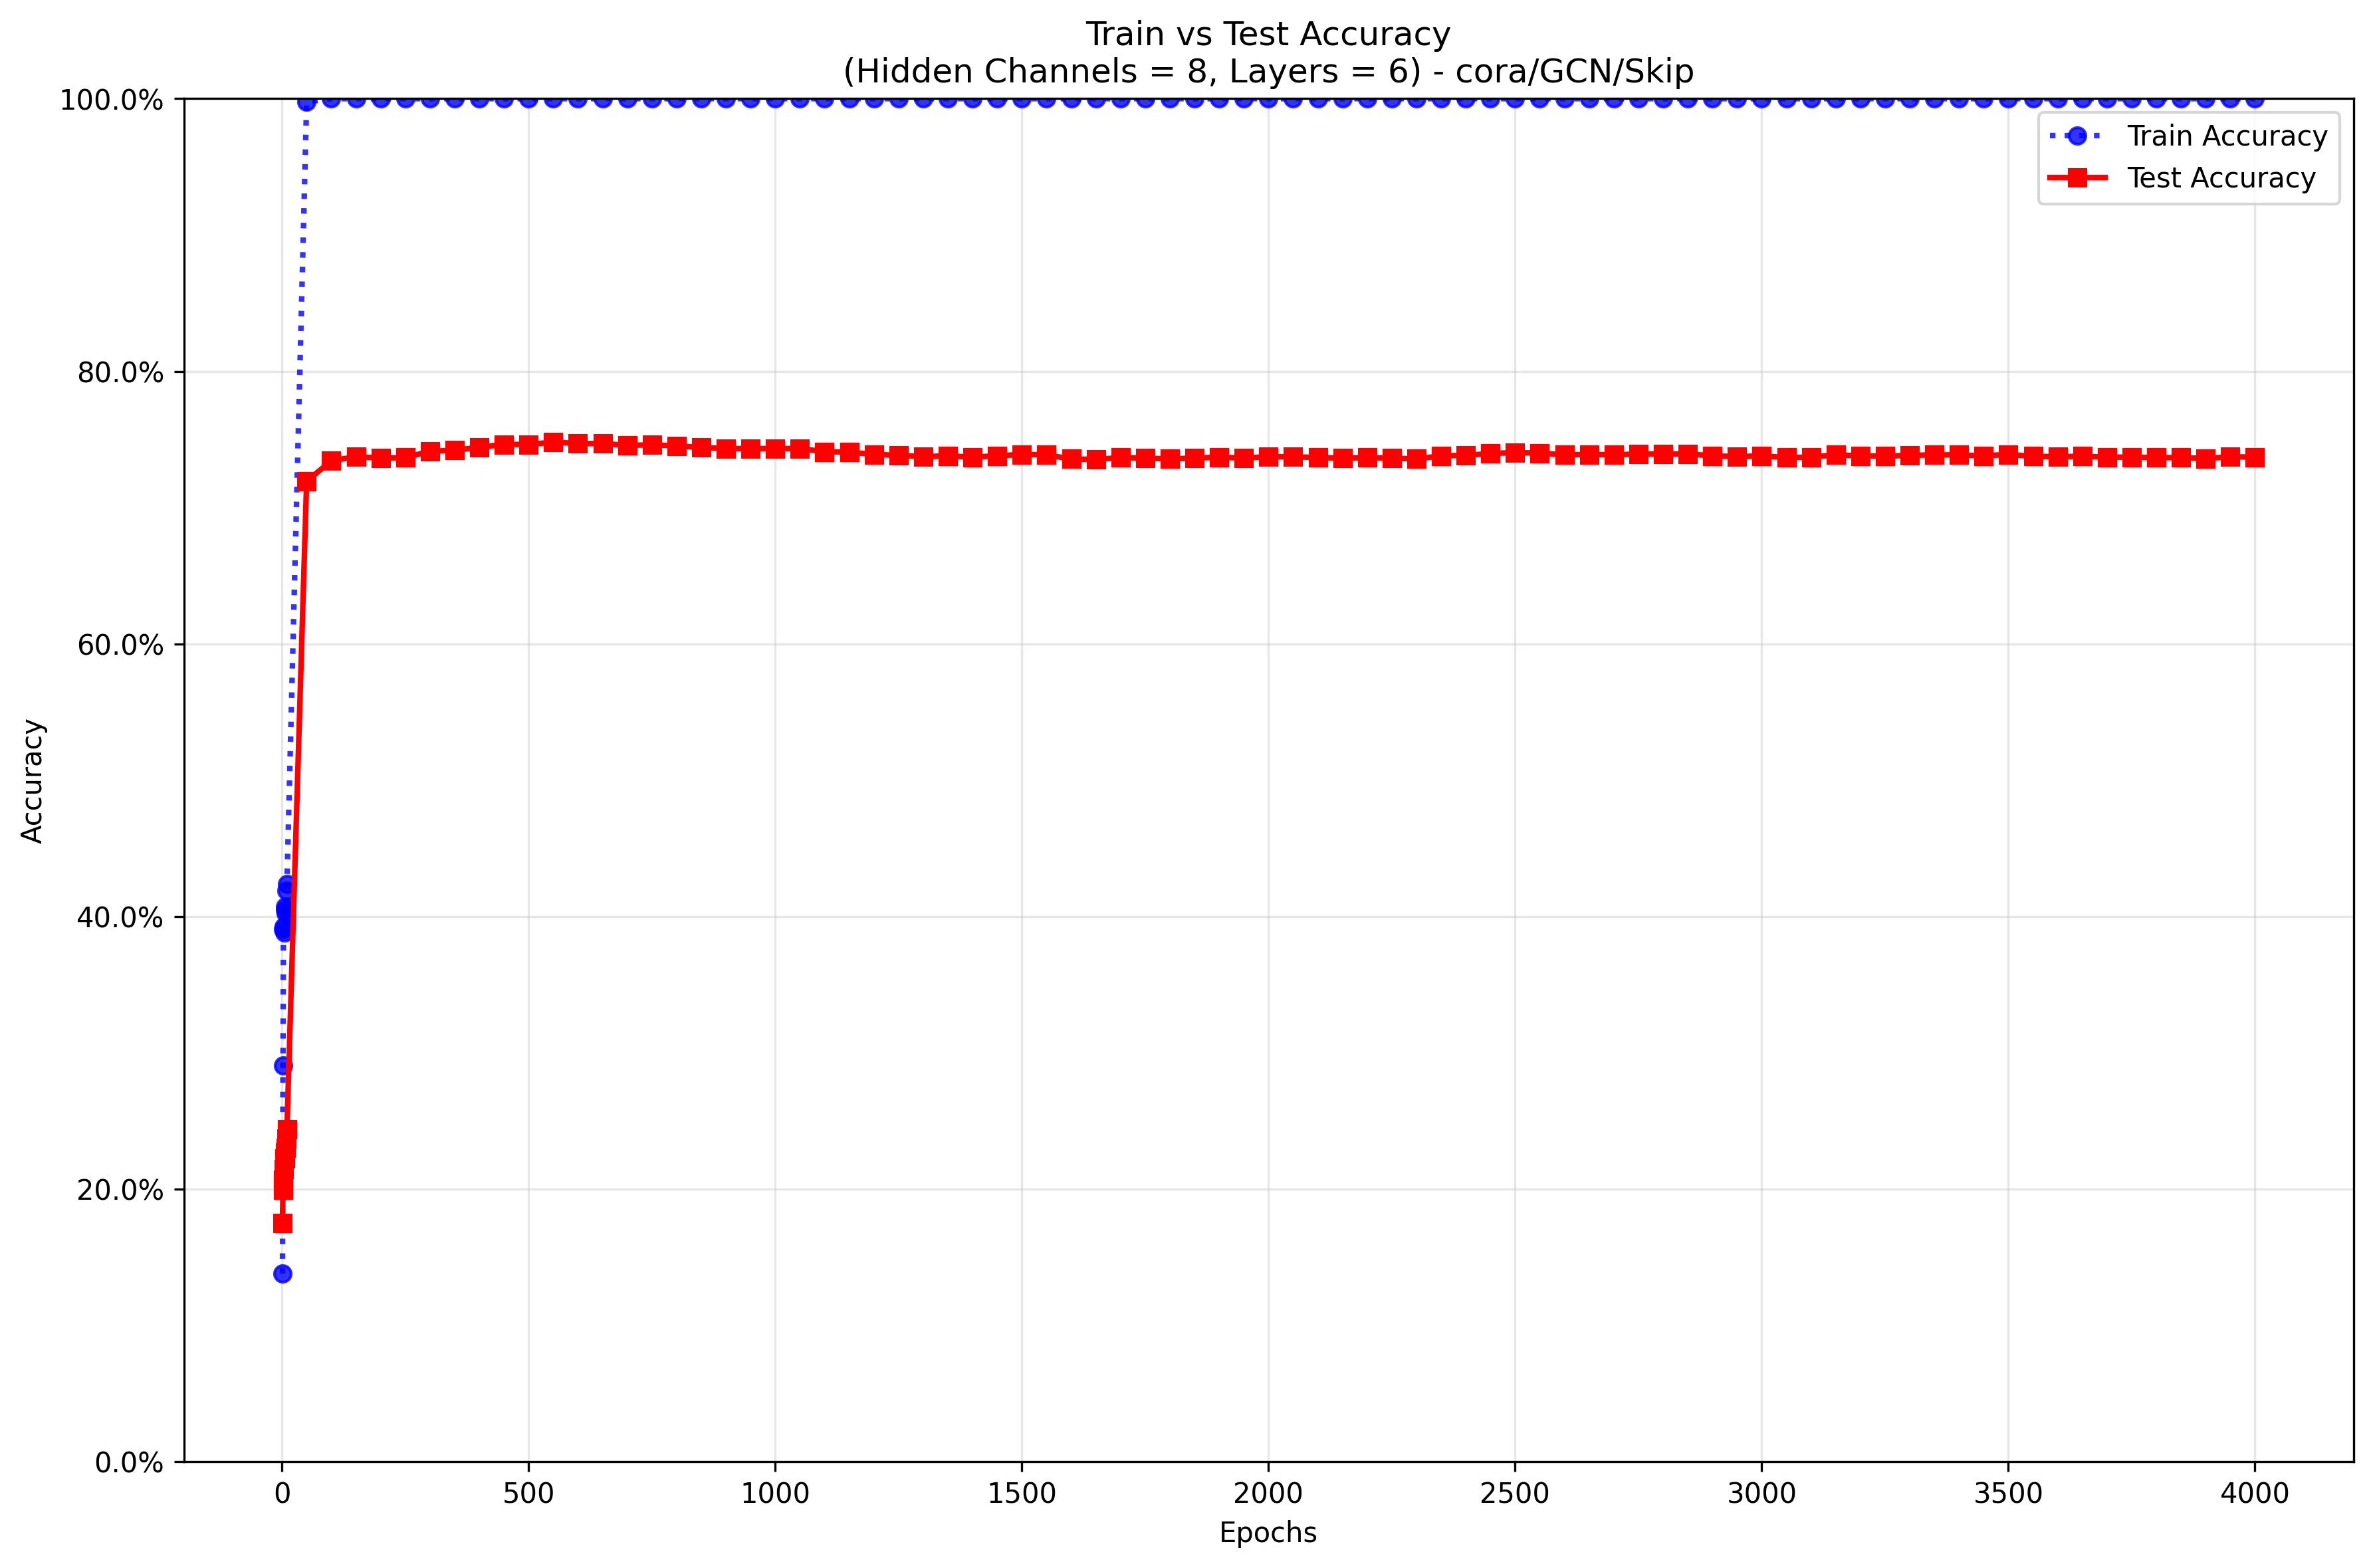 Train vs Test Accuracy
(Hidden Channels = 8, Layers = 6) - cora/GCN/Skip
100.0%
80.0%
60.0%
40.0%
20.0%
0.0%
Accuracy
Train Accuracy
Test Accuracy
0 500 1000 1500 2000 2500 3000 3500 4000
Epochs